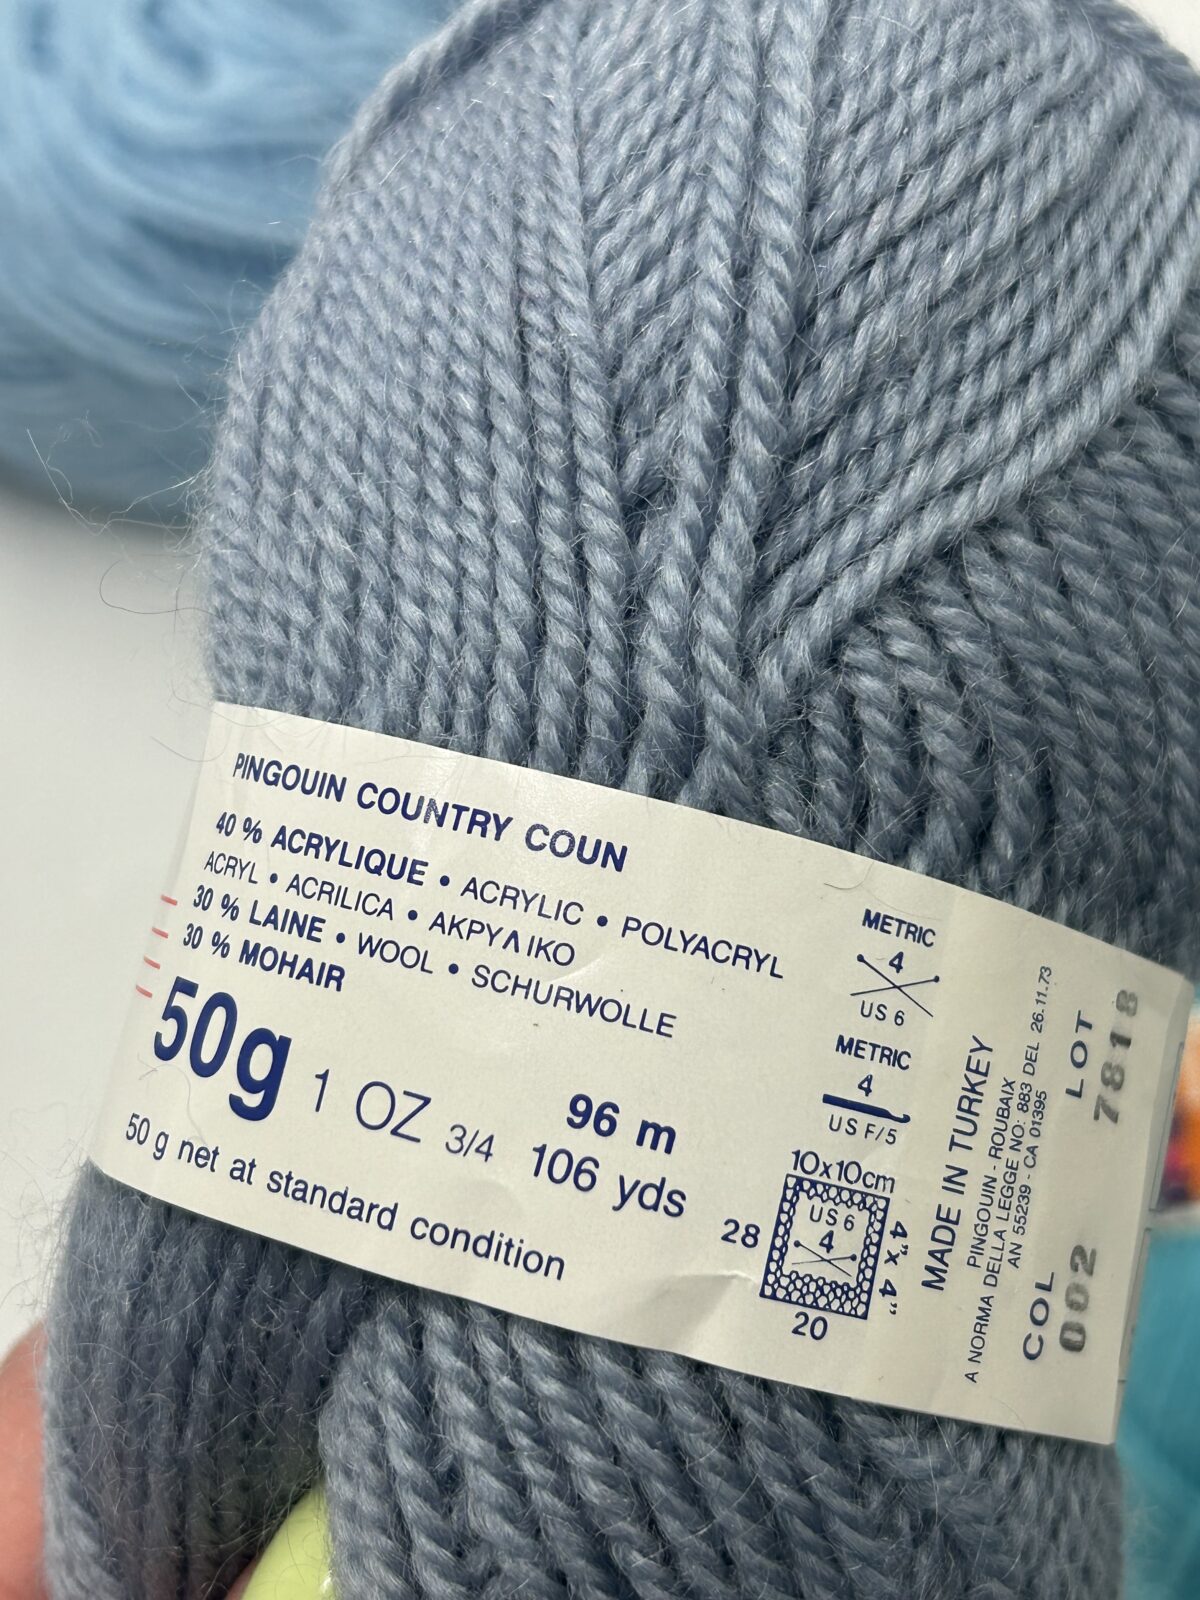 PINGOUIN COUNTRY COUN
40 % ACRYLIQUE • ACRYLIC • POLYACRYL
ACRYL • ACRILICA • ΑΚΡΥΛΙΚΟ
30 % LAINE • WOOL • SCHURWOLLE
30 % MOHAIR
50g 1 OZ 3/4
96 m
106 yds
50 g net at standard condition
METRIC
4
US 6
METRIC
4
US F/5
10x10cm
28
US 6
4
4”x 4”
20
MADE IN TURKEY
PINGOUIN - ROUBAIX
A NORMA DELLA LEGGE NO: 883 DEL 26.11.73
AN 55239 - CA 01395
COL LOT
002 7818